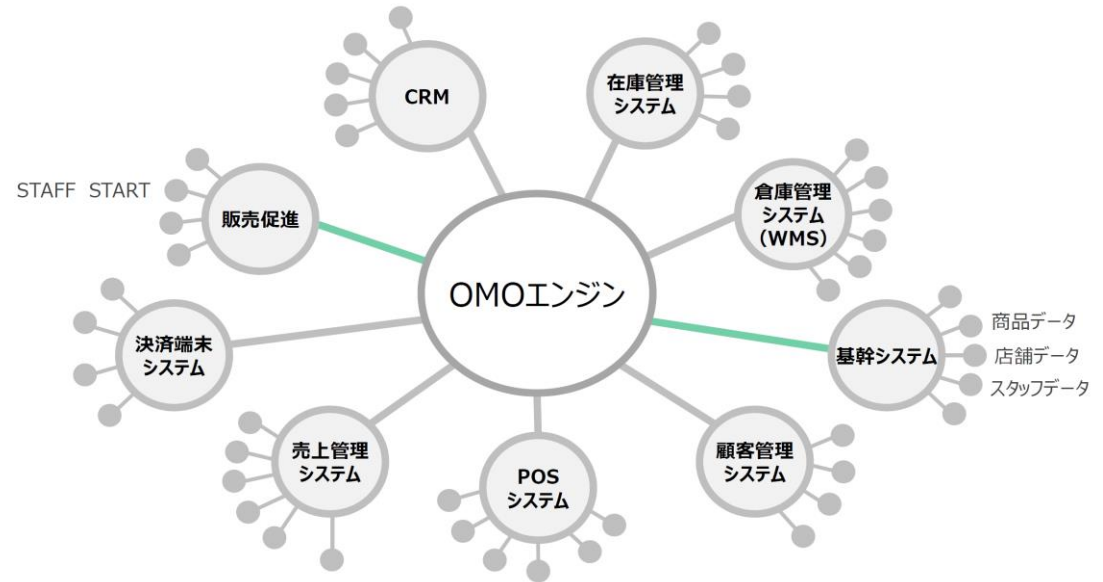 CRM
在庫管理
システム
STAFF START
販売促進
倉庫管理
システム
（WMS）
OMOエンジン
商品データ
店舗データ
スタッフデータ
基幹システム
決済端末
システム
売上管理
システム
POS
システム
顧客管理
システム